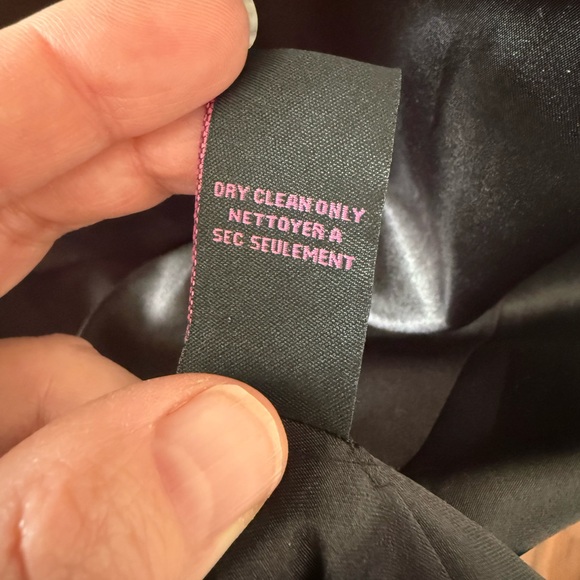 DRY CLEAN ONLY
NETTOYER A
SEC SEULEMENT